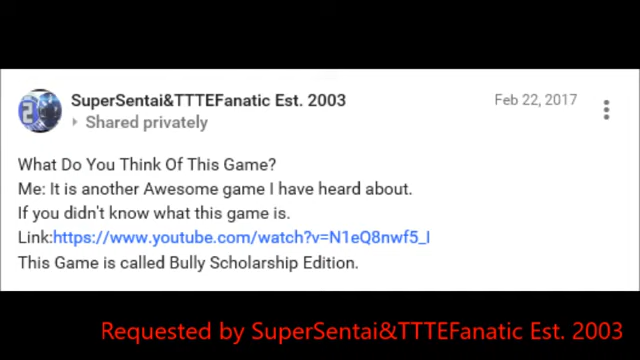 SuperSentai&TTTEFanatic Est. 2003
Feb 22, 2017
Shared privately
What Do You Think Of This Game?
Me: It is another Awesome game I have heard about.
If you didn't know what this game is.
Link:https://www.youtube.com/watch?v=N1eQ8nwf5_I
This Game is called Bully Scholarship Edition.
Requested by SuperSentai&TTTEFanatic Est. 2003